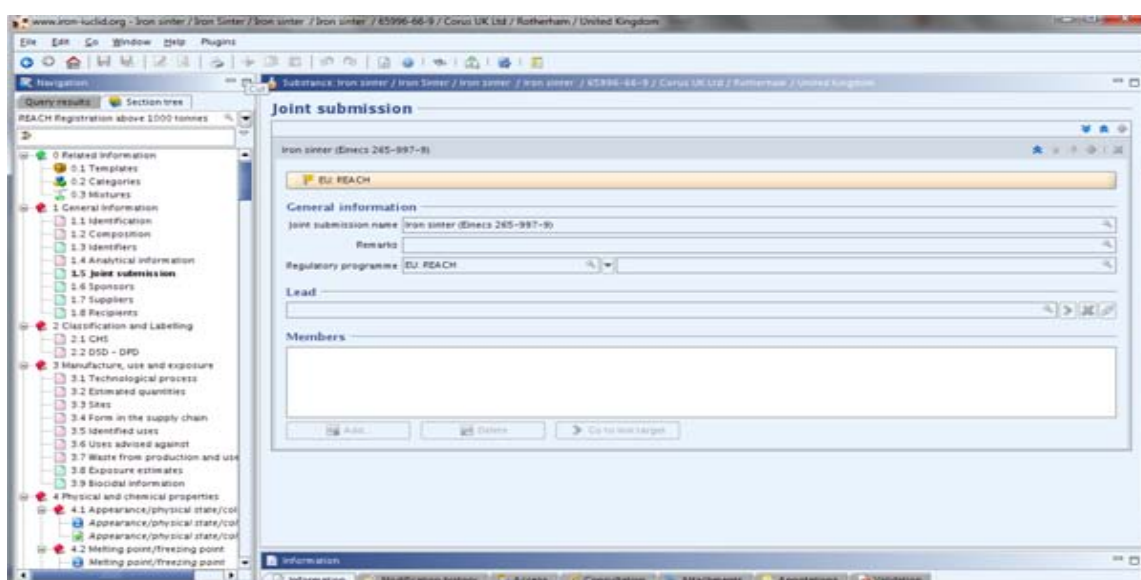 www.iron-iuclid.org - Iron sinter / Iron Sinter / Iron sinter / Iron sinter / 65996-66-9 / Corus UK Ltd / Rotherham / United Kingdom
File Edit Go Window Help Plugins
Navigation
Query results Section tree
REACH Registration above 1000 tonnes
0 Related Information
0.1 Templates
0.2 Categories
0.3 Mixtures
1 General Information
1.1 Identification
1.2 Composition
1.3 Identifiers
1.4 Analytical information
1.5 Joint submission
1.6 Sponsors
1.7 Suppliers
1.8 Recipients
2 Classification and Labelling
2.1 GHS
2.2 DSD - DPD
3 Manufacture, use and exposure
3.1 Technological process
3.2 Estimated quantities
3.3 Sites
3.4 Form in the supply chain
3.5 Identified uses
3.6 Uses advised against
3.7 Waste from production and use
3.8 Exposure estimates
3.9 Biocidal information
4 Physical and chemical properties
4.1 Appearance/physical state/col
Appearance/physical state/col
Appearance/physical state/col
4.2 Melting point/freezing point
Melting point/freezing point
Substance: Iron sinter / Iron Sinter / Iron sinter / Iron sinter / 65996-66-9 / Corus UK Ltd / Rotherham / United Kingdom
Joint submission
Iron sinter (Einecs 265-997-9)
EU: REACH
General information
Joint submission name Iron sinter (Einecs 265-997-9)
Remarks
Regulatory programme EU: REACH
Lead
Members
Add... Delete Go to link target
Information
Information Modification history Access Consultation Attachments Annotations Validation